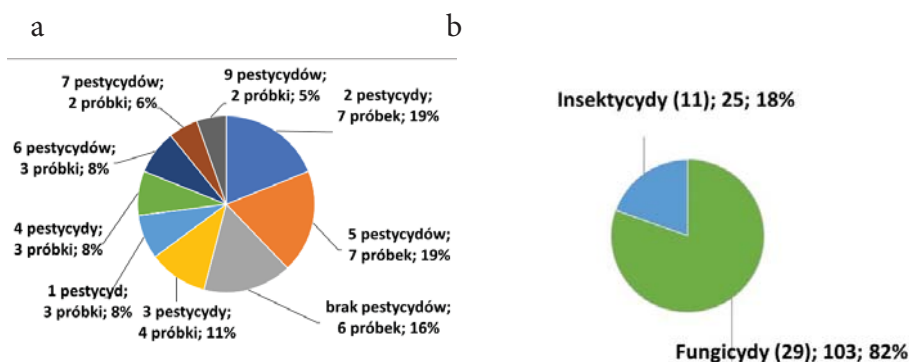 a
b
7 pestycydów;
2 próbki; 6%
9 pestycydów;
2 próbki; 5%
2 pestycydy;
7 próbek; 19%
6 pestycydów;
3 próbki; 8%
4 pestycydy;
3 próbki; 8%
1 pestycyd;
3 próbki; 8%
3 pestycydy;
4 próbki; 11%
brak pestycydów;
6 próbek; 16%
5 pestycydów;
7 próbek; 19%
Insektycydy (11); 25; 18%
Fungicydy (29); 103; 82%